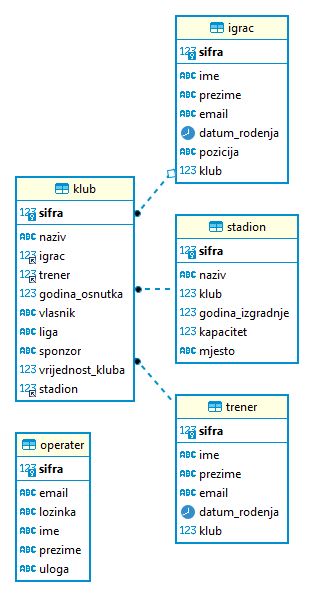 igrac
123 sifra
ABC ime
ABC prezime
ABC email
datum_rodenja
ABC pozicija
123 klub
klub
123 sifra
ABC naziv
123 igrac
123 trener
123 godina_osnutka
ABC vlasnik
ABC liga
ABC sponzor
123 vrijednost_kluba
123 stadion
stadion
123 sifra
ABC naziv
123 klub
123 godina_izgradnje
123 kapacitet
ABC mjesto
trener
123 sifra
ABC ime
ABC prezime
ABC email
datum_rodenja
123 klub
operater
123 sifra
ABC email
ABC lozinka
ABC ime
ABC prezime
ABC uloga